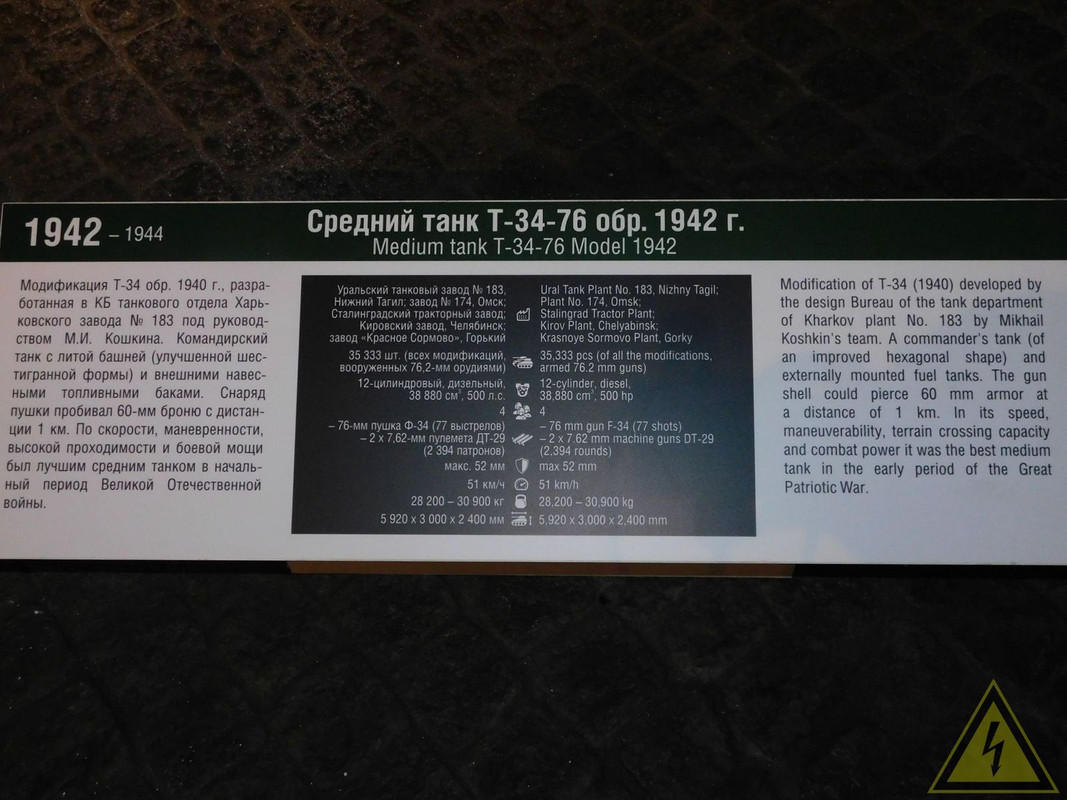 1942 – 1944
Средний танк Т-34-76 обр. 1942 г.
Medium tank T-34-76 Model 1942
Модификация Т-34 обр. 1940 г., разра-
ботанная в КБ танкового отдела Харь-
ковского завода № 183 под руковод-
ством М.И. Кошкина. Командирский
танк с литой башней (улучшенной шес-
тигранной формы) и внешними навес-
ными топливными баками. Снаряд
пушки пробивал 60-мм броню с дистан-
ции 1 км. По скорости, маневренности,
высокой проходимости и боевой мощи
был лучшим средним танком в началь-
ный период Великой Отечественной
войны.
Уральский танковый завод № 183,
Нижний Тагил; завод № 174, Омск;
Сталинградский тракторный завод;
Кировский завод, Челябинск;
завод «Красное Сормово», Горький
35 333 шт. (всех модификаций,
вооруженных 76,2-мм орудиями)
12-цилиндровый, дизельный,
38 880 см³, 500 л.с.
4
– 76-мм пушка Ф-34 (77 выстрелов)
– 2 х 7.62-мм пулемета ДТ-29
(2 394 патронов)
макс. 52 мм
51 км/ч
28 200 – 30 900 кг
5 920 х 3 000 х 2 400 мм
Ural Tank Plant No. 183, Nizhny Tagil;
Plant No. 174, Omsk;
Stalingrad Tractor Plant;
Kirov Plant, Chelyabinsk;
Krasnoye Sormovo Plant, Gorky
35,333 pcs (of all the modifications,
armed 76.2 mm guns)
12-cylinder, diesel,
38,880 cm³, 500 hp
4
– 76 mm gun F-34 (77 shots)
– 2 x 7.62 mm machine guns DT-29
(2,394 rounds)
max 52 mm
51 km/h
28,200 – 30,900 kg
5,920 x 3,000 x 2,400 mm
Modification of T-34 (1940) developed by
the design Bureau of the tank department
of Kharkov plant No. 183 by Mikhail
Koshkin's team. A commander's tank (of
an improved hexagonal shape) and
externally mounted fuel tanks. The gun
shell could pierce 60 mm armor at
a distance of 1 km. In its speed,
maneuverability, terrain crossing capacity
and combat power it was the best medium
tank in the early period of the Great
Patriotic War.